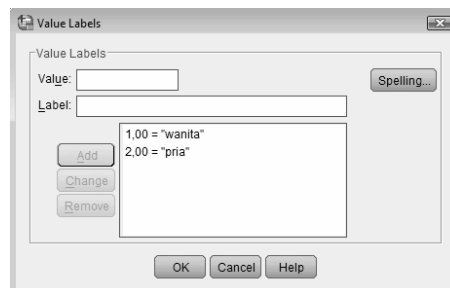 Value Labels
Value Labels
Value:
Spelling...
Label:
1,00 = "wanita"
2,00 = "pria"
Add
Change
Remove
OK Cancel Help